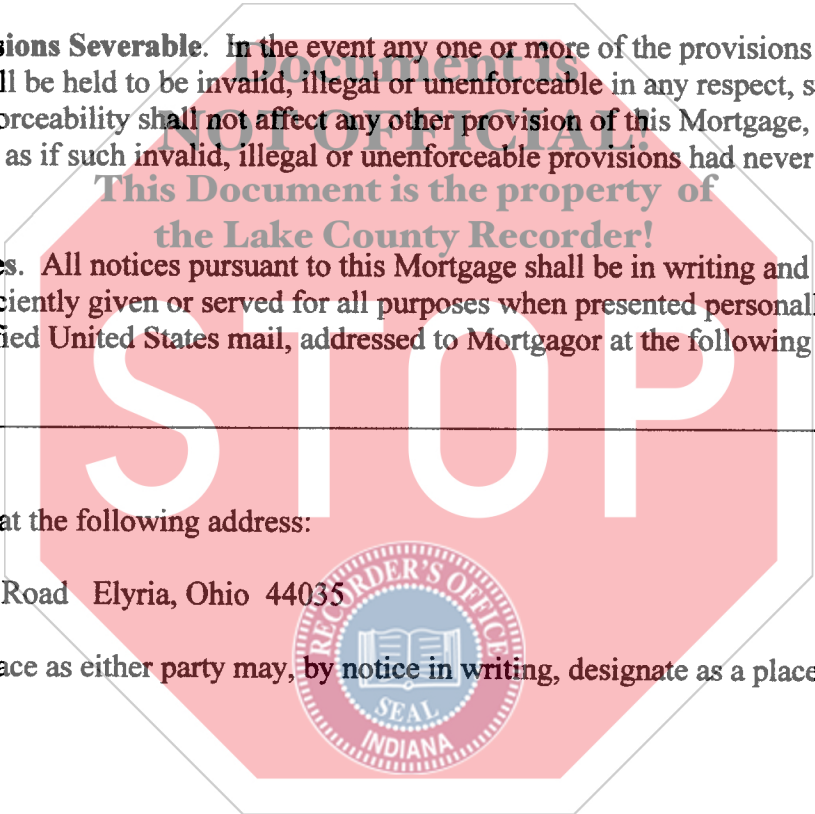 sions Severable. In the event any one or more of the provisions
Document is
ll be held to be invalid, illegal or unenforceable in any respect, s
NOT OFFICIAL!
orceability shall not affect any other provision of this Mortgage,
as if such invalid, illegal or unenforceable provisions had never
This Document is the property of
the Lake County Recorder!
es. All notices pursuant to this Mortgage shall be in writing and
ciently given or served for all purposes when presented personall
fied United States mail, addressed to Mortgagor at the following
STOP
at the following address:
Road Elyria, Ohio 44035
ace as either party may, by notice in writing, designate as a place
RECORDER'S OFFICE
SEAL
INDIANA